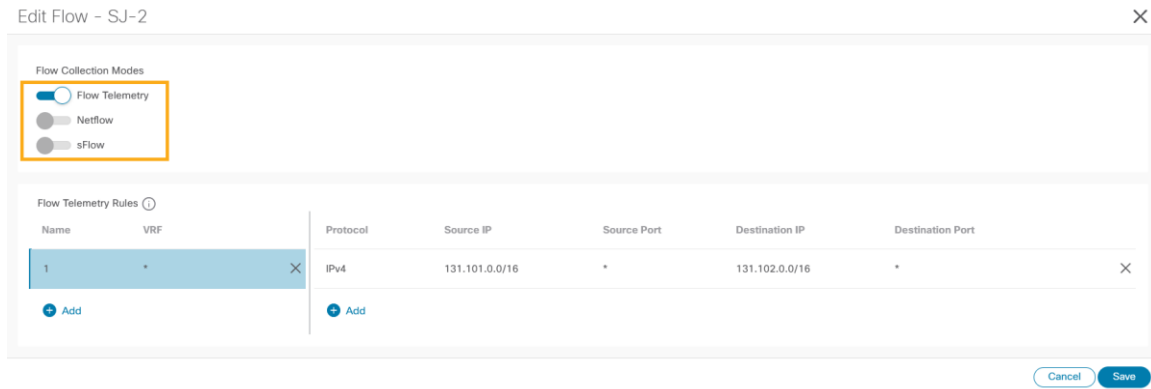 Edit Flow - SJ-2
Flow Collection Modes
Flow Telemetry
Netflow
sFlow
Flow Telemetry Rules
Name VRF Protocol Source IP Source Port Destination IP Destination Port
1 * IPv4 131.101.0.0/16 * 131.102.0.0/16 *
Add Add
Cancel Save